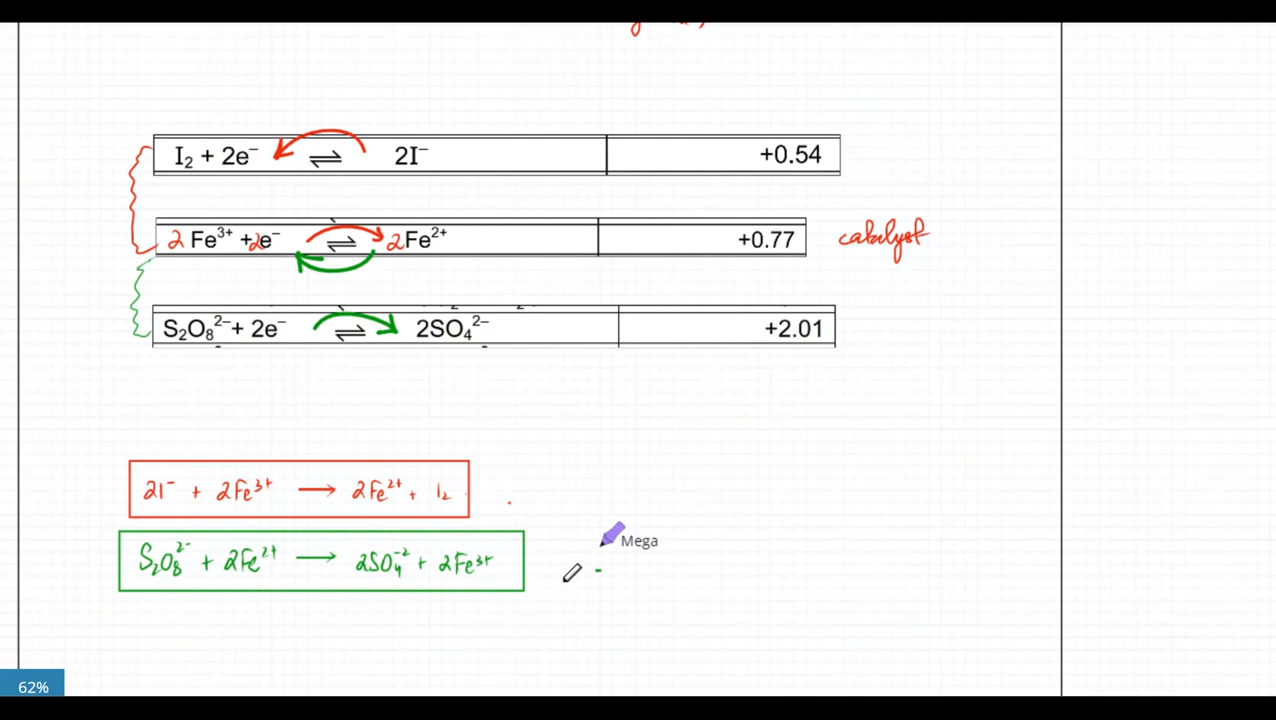 I₂ + 2e⁻ ⇌ 2I⁻ +0.54
2 Fe³⁺ + 2e⁻ ⇌ 2Fe²⁺ +0.77 catalyst
S₂O₈²⁻ + 2e⁻ ⇌ 2SO₄²⁻ +2.01
2I⁻ + 2Fe³⁺ → 2Fe²⁺ + I₂
S₂O₈²⁻ + 2Fe²⁺ → 2SO₄⁻² + 2Fe³⁺
Mega
62%